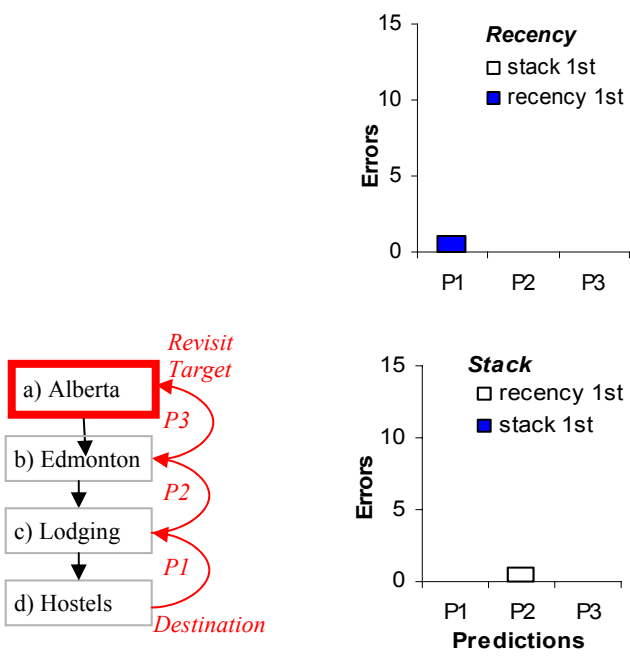 15
10
5
0
Errors
Recency
stack 1st
recency 1st
P1 P2 P3
Revisit
Target
a) Alberta
P3
b) Edmonton
P2
c) Lodging
P1
d) Hostels
Destination
15
10
5
0
Errors
Stack
recency 1st
stack 1st
P1 P2 P3
Predictions